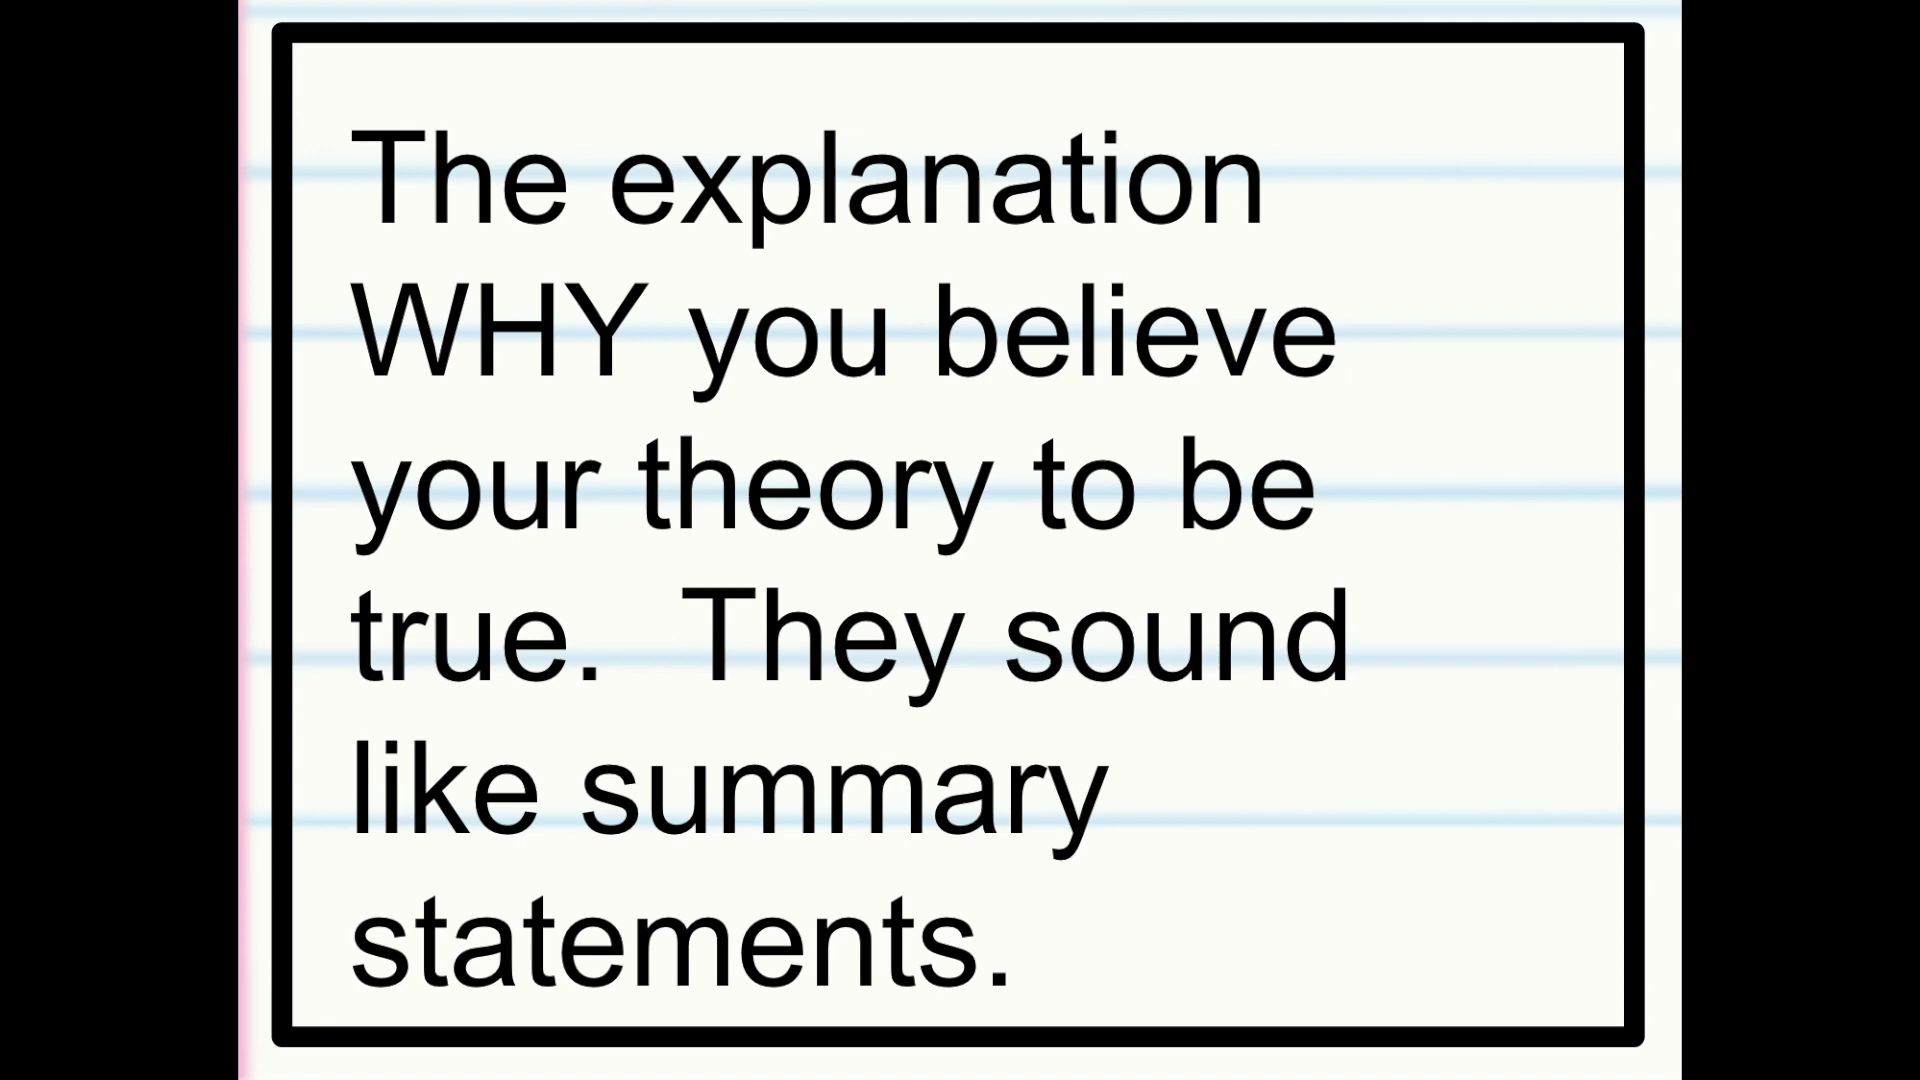 The explanation
WHY you believe
your theory to be
true.  They sound
like summary
statements.